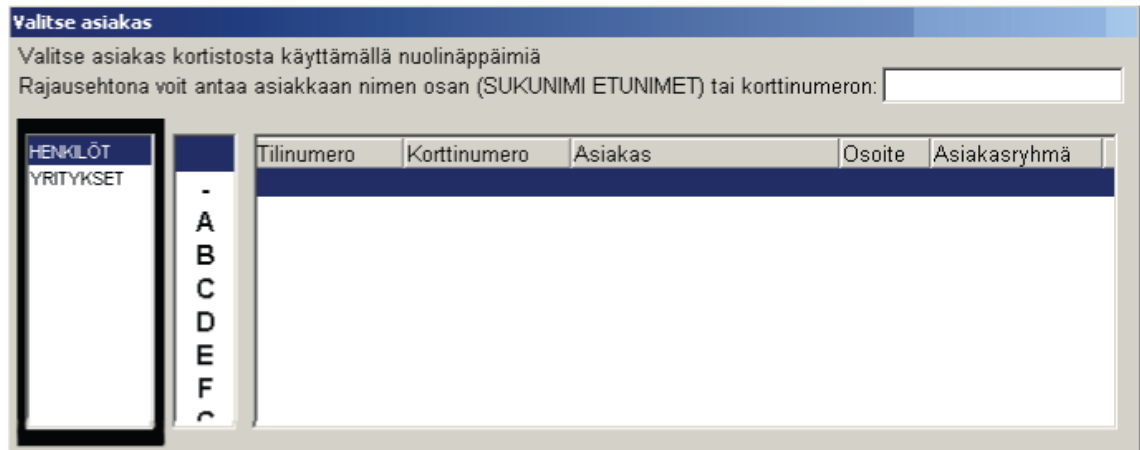 Valitse asiakas
Valitse asiakas kortistosta käyttämällä nuolinäppäimiä
Rajausehtona voit antaa asiakkaan nimen osan (SUKUNIMI ETUNIMET) tai korttinumeron:
HENKILÖT
YRITYKSET
-
A
B
C
D
E
F
Tilinumero Korttinumero Asiakas Osoite Asiakasryhmä